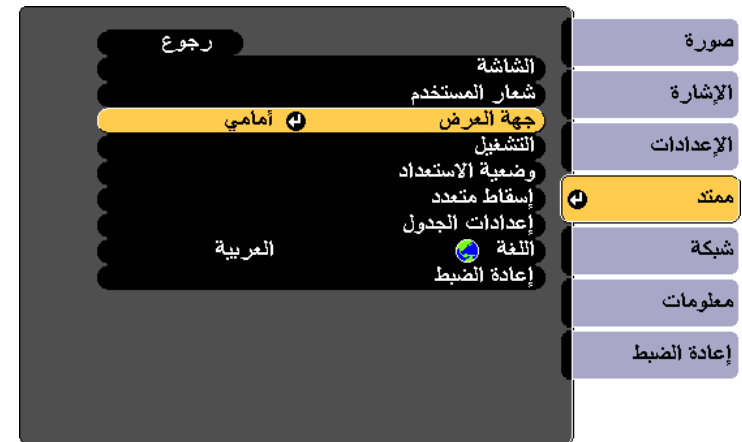 رجوع
الشاشة
شعار المستخدم
جهة العرض أمامي
التشغيل
وضعية الاستعداد
إسقاط متعدد
إعدادات الجدول
اللغة العربية
إعادة الضبط
صورة
الإشارة
الإعدادات
ممتد
شبكة
معلومات
إعادة الضبط